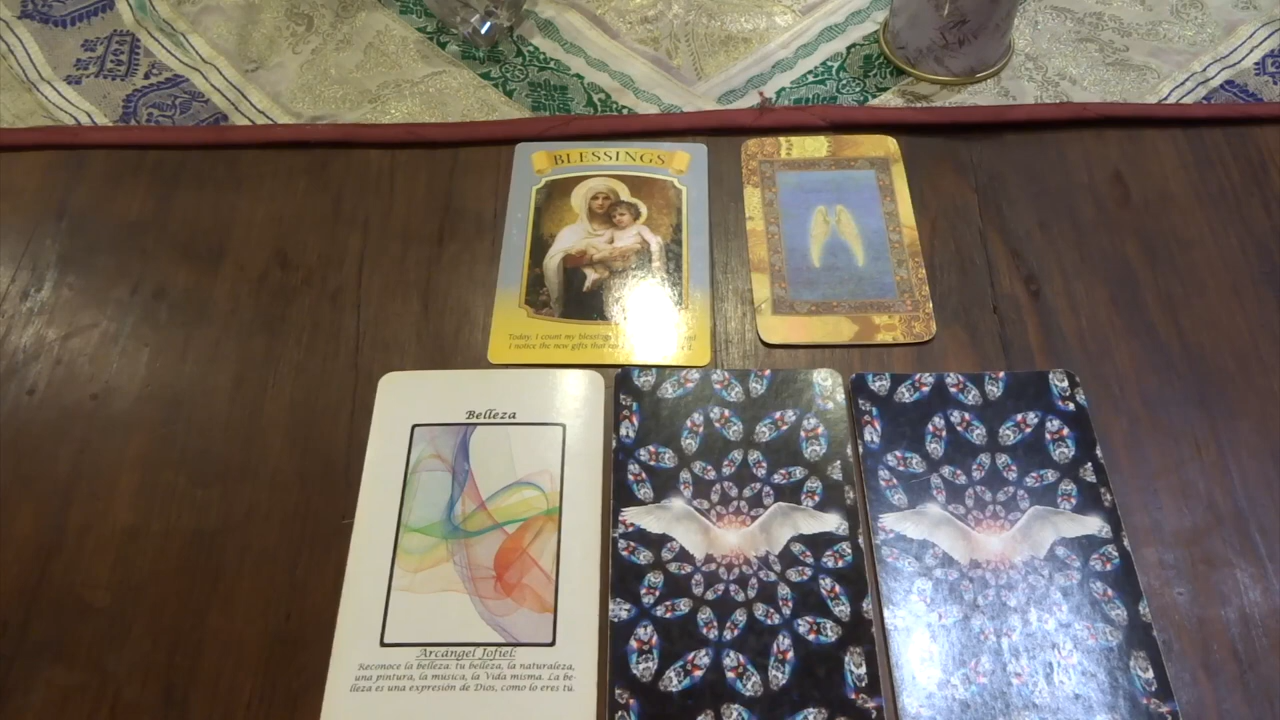 BLESSINGS
Today, I count my blessings
I notice the new gifts that
Belleza
Arcángel Jofiel:
Reconoce la belleza: tu belleza, la naturaleza,
una pintura, la música, la Vida misma. La be-
lleza es una expresión de Dios, como lo eres tú.